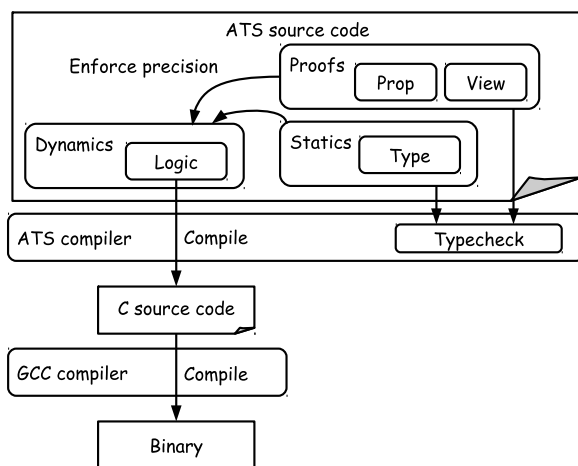 ATS source code
Enforce precision
Proofs
Prop
View
Dynamics
Logic
Statics
Type
ATS compiler
Compile
Typecheck
C source code
GCC compiler
Compile
Binary